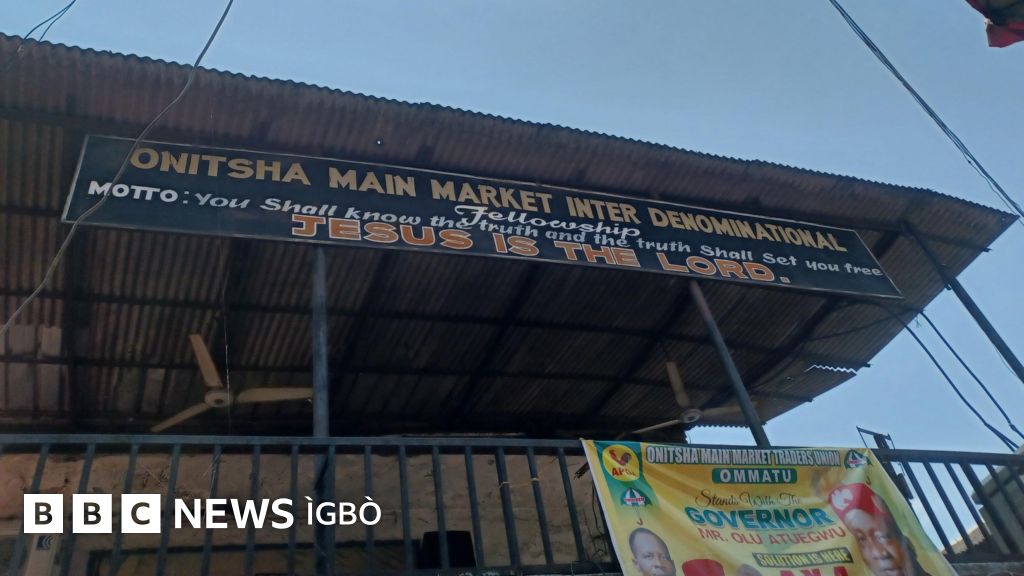 ONITSHA MAIN MARKET INTER DENOMINATIONAL
Fellowship
MOTTO: You Shall know the truth and the truth Shall Set you free
JESUS IS THE LORD.
ONITSHA MAIN MARKET TRADERS UNION
OMMATU
Stands With The
GOVERNOR
MR. OLU ATUEGWU
SOLUTION IS HERE
BBC NEWS ÌGBÒ